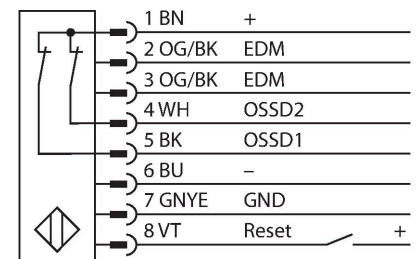 1 BN +
2 OG/BK EDM
3 OG/BK EDM
4 WH OSSD2
5 BK OSSD1
6 BU –
7 GNYE GND
8 VT Reset +